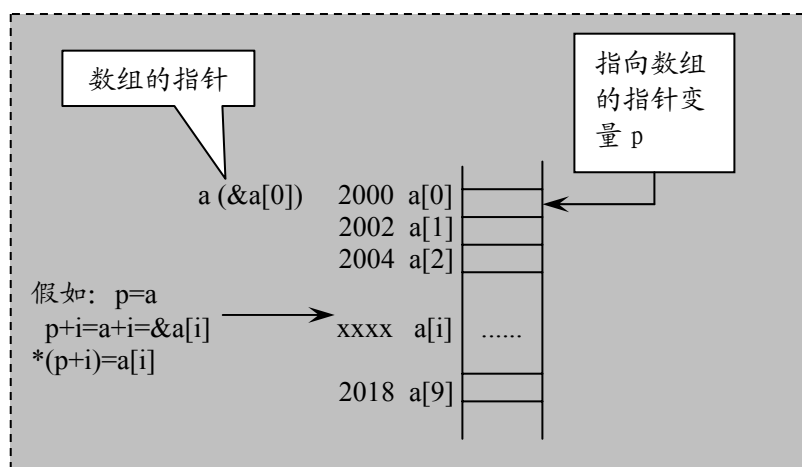 数组的指针
指向数组
的指针变
量 p
a (&a[0])
2000 a[0]
2002 a[1]
2004 a[2]
假如: p=a
p+i=a+i=&a[i]
*(p+i)=a[i]
xxxx a[i] ......
2018 a[9]